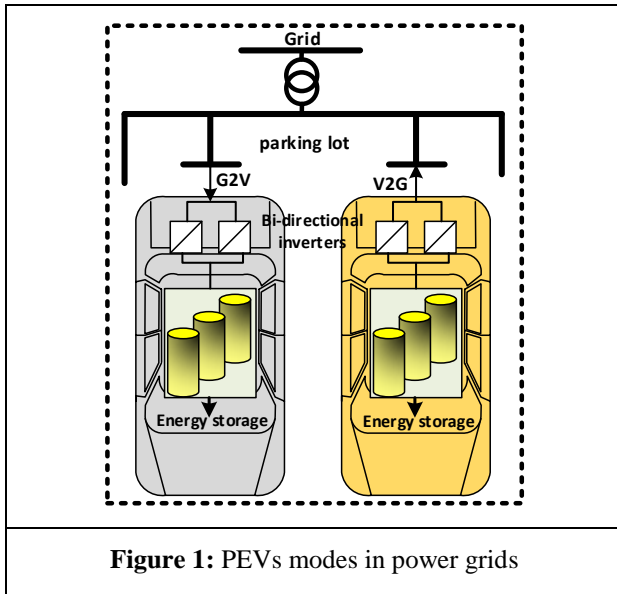 Grid
parking lot
G2V
V2G
Bi-directional
inverters
Energy storage
Energy storage
Figure 1: PEVs modes in power grids